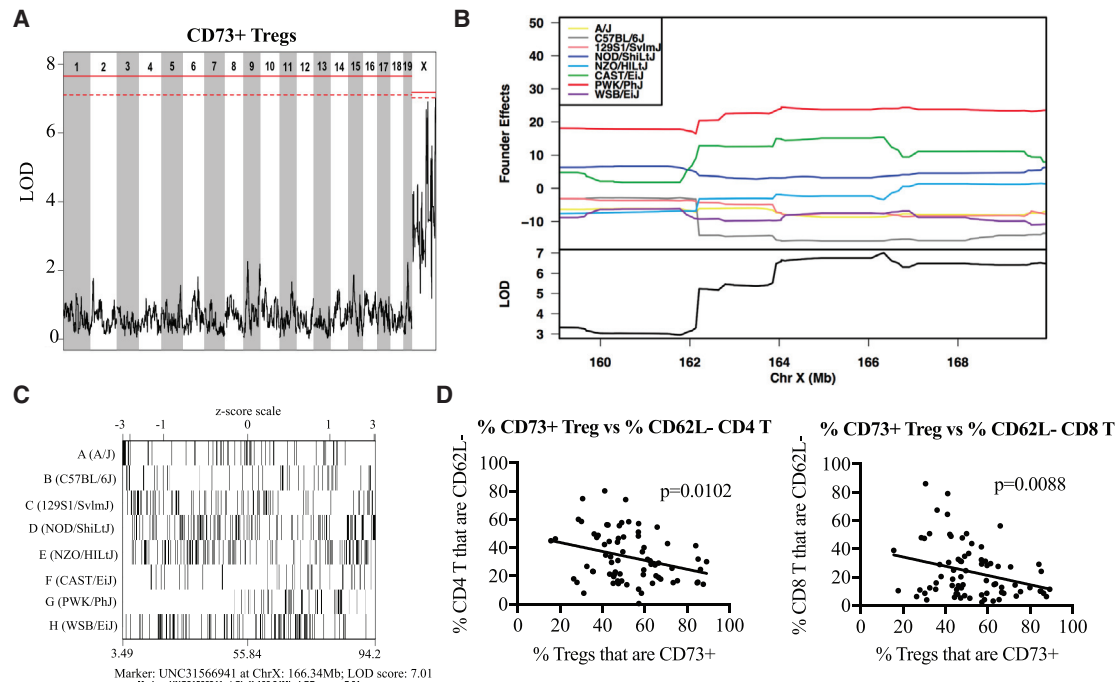 A
CD73+ Tregs
8
6
4
2
0
LOD
1 2 3 4 5 6 7 8 9 10 11 12 13 14 15 16 17 18 19 X
B
50
40
30
20
10
0
-10
Founder Effects
A/J
C57BL/6J
129S1/SvImJ
NOD/ShiLtJ
NZO/HILtJ
CAST/EiJ
PWK/PhJ
WSB/EiJ
7
6
5
4
3
LOD
160 162 164 166 168
Chr X (Mb)
C
z-score scale
-3 -1 0 1 3
A (A/J)
B (C57BL/6J)
C (129S1/SvlmJ)
D (NOD/ShiLtJ)
E (NZO/HILtJ)
F (CAST/EiJ)
G (PWK/PhJ)
H (WSB/EiJ)
3.49 55.84 94.2
Marker: UNC31566941 at ChrX: 166.34Mb; LOD score: 7.01
D
% CD73+ Treg vs % CD62L- CD4 T
% CD4 T that are CD62L-
100
80
60
40
20
0
p=0.0102
0 20 40 60 80 100
% Tregs that are CD73+
% CD73+ Treg vs % CD62L- CD8 T
% CD8 T that are CD62L-
100
80
60
40
20
0
p=0.0088
0 20 40 60 80 100
% Tregs that are CD73+